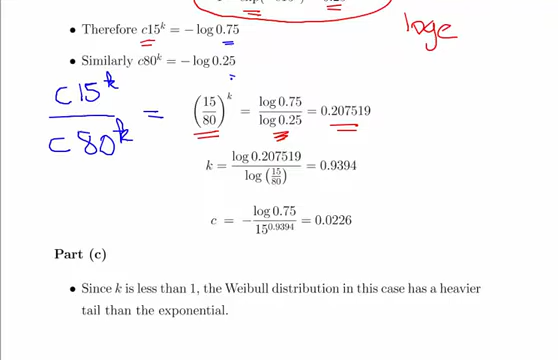 loge
• Therefore c15^k = − log 0.75
• Similarly c80^k = − log 0.25
c15^k / c80^k =
(15/80)^k = log 0.75 / log 0.25 = 0.207519
k = log 0.207519 / log (15/80) = 0.9394
c = − log 0.75 / 15^0.9394 = 0.0226
Part (c)
• Since k is less than 1, the Weibull distribution in this case has a heavier
tail than the exponential.